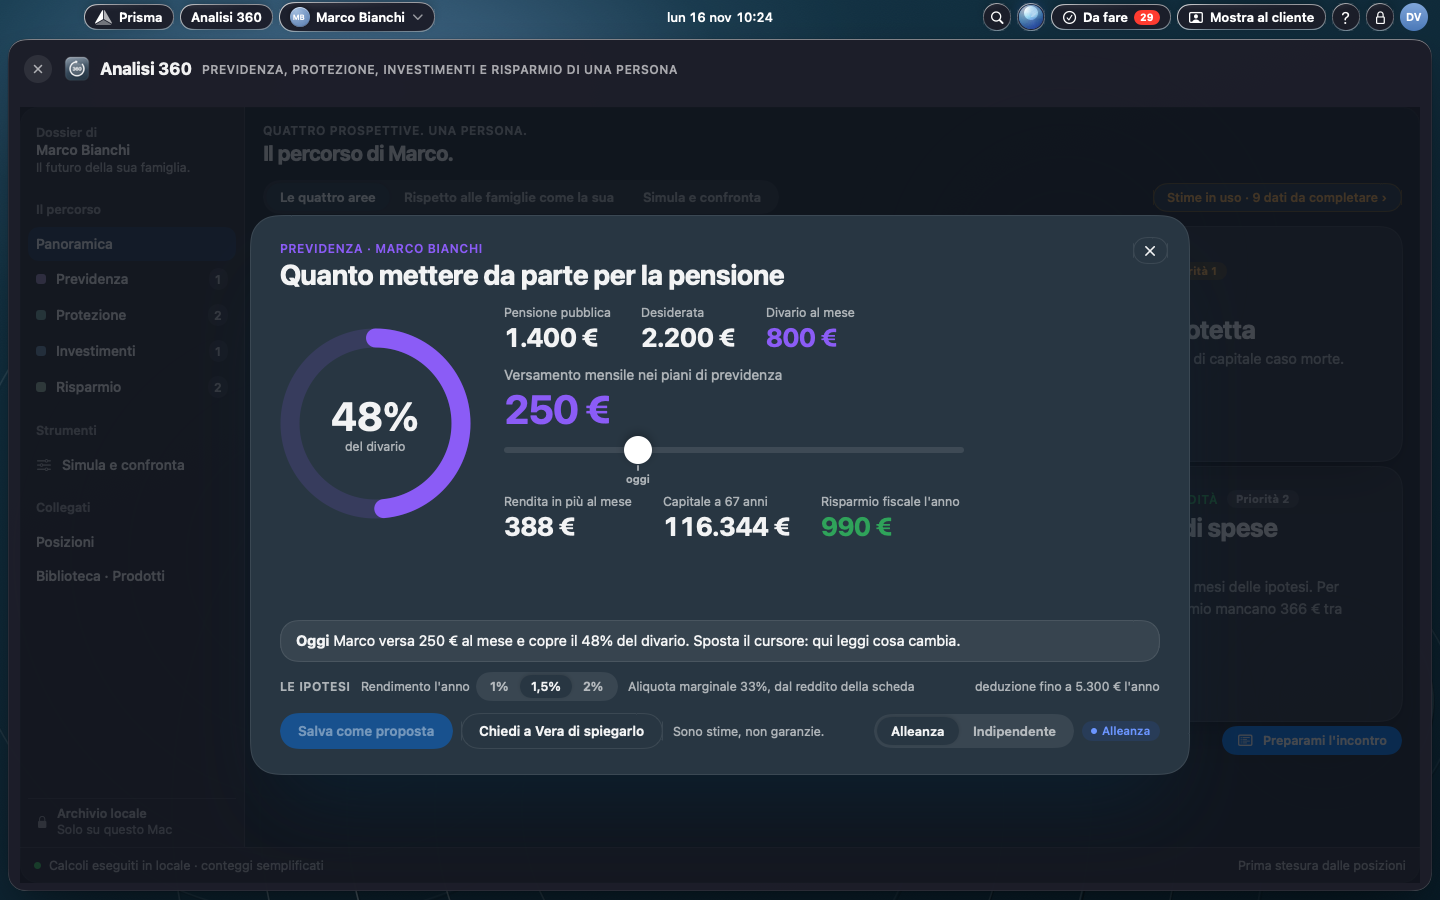 Prisma
Analisi 360
MB Marco Bianchi
lun 16 nov 10:24
Da fare 29
Mostra al cliente
?
DV
360 Analisi 360 PREVIDENZA, PROTEZIONE, INVESTIMENTI E RISPARMIO DI UNA PERSONA
Dossier di
Marco Bianchi
Il futuro della sua famiglia.
Il percorso
Panoramica
Previdenza 1
Protezione 2
Investimenti 1
Risparmio 2
Strumenti
Simula e confronta
Collegati
Posizioni
Biblioteca · Prodotti
Archivio locale
Solo su questo Mac
QUATTRO PROSPETTIVE. UNA PERSONA.
Il percorso di Marco.
Le quattro aree Rispetto alle famiglie come la sua Simula e confronta
Stime in uso · 9 dati da completare ›
rità 1
otetta
di capitale caso morte.
DITÀ Priorità 2
di spese
mesi delle ipotesi. Per
mio mancano 366 € tra
Preparami l'incontro
PREVIDENZA · MARCO BIANCHI
Quanto mettere da parte per la pensione
48%
del divario
Pensione pubblica Desiderata Divario al mese
1.400 € 2.200 € 800 €
Versamento mensile nei piani di previdenza
250 €
oggi
Rendita in più al mese Capitale a 67 anni Risparmio fiscale l'anno
388 € 116.344 € 990 €
Oggi Marco versa 250 € al mese e copre il 48% del divario. Sposta il cursore: qui leggi cosa cambia.
LE IPOTESI Rendimento l'anno 1% 1,5% 2% Aliquota marginale 33%, dal reddito della scheda deduzione fino a 5.300 € l'anno
Salva come proposta Chiedi a Vera di spiegarlo Sono stime, non garanzie. Alleanza Indipendente Alleanza
Calcoli eseguiti in locale · conteggi semplificati
Prima stesura dalle posizioni